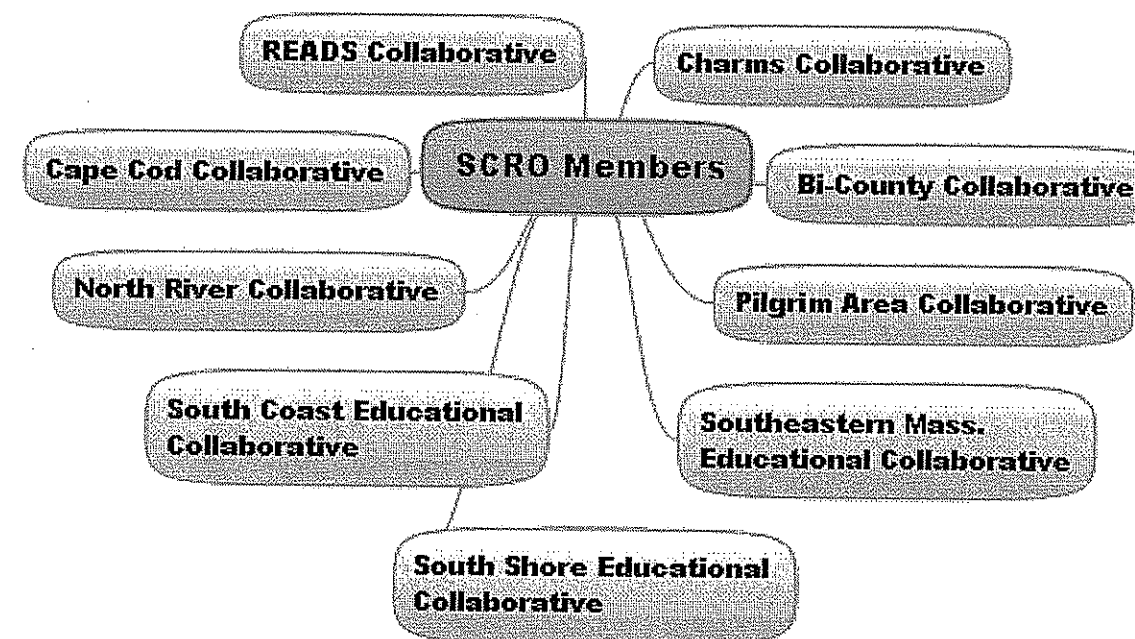 READS Collaborative
Charms Collaborative
Cape Cod Collaborative
SCRO Members
Bi-County Collaborative
North River Collaborative
Pilgrim Area Collaborative
South Coast Educational
Collaborative
Southeastern Mass.
Educational Collaborative
South Shore Educational
Collaborative